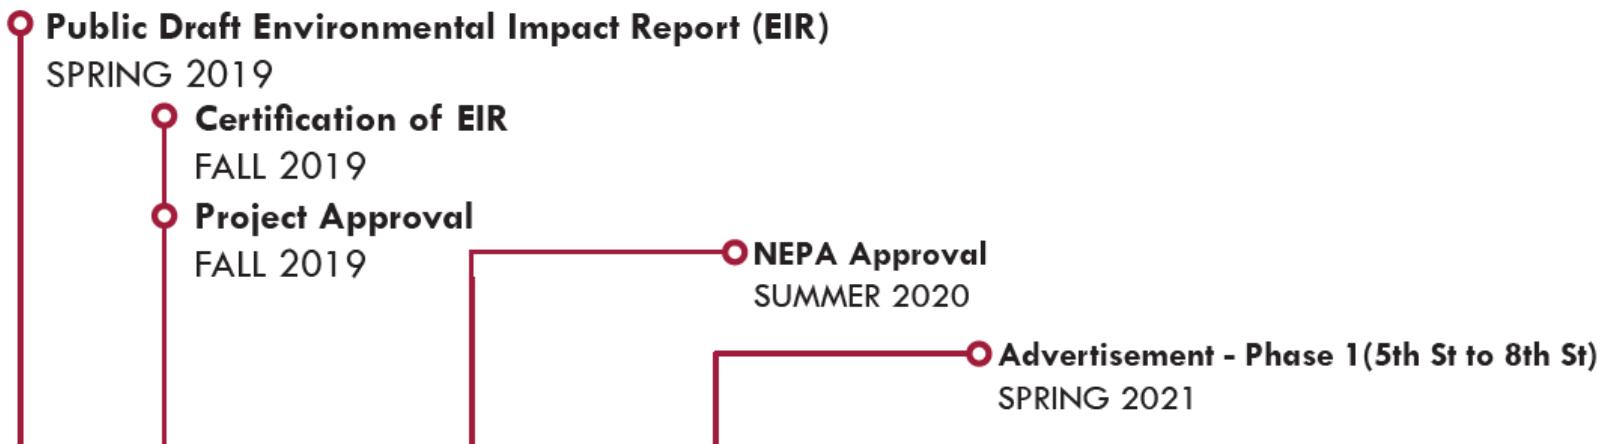 Public Draft Environmental Impact Report (EIR)
SPRING 2019
Certification of EIR
FALL 2019
Project Approval
FALL 2019
NEPA Approval
SUMMER 2020
Advertisement - Phase 1(5th St to 8th St)
SPRING 2021